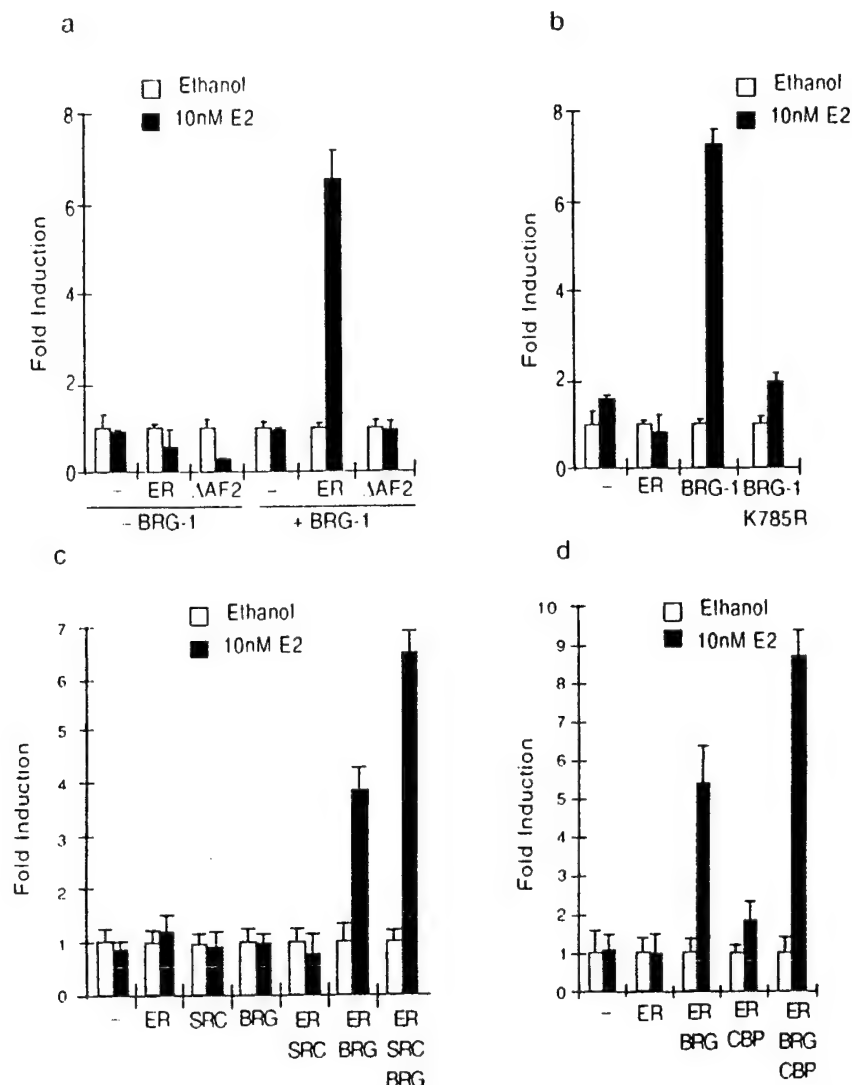 a
Ethanol
10nM E2
Fold Induction
8
6
4
2
0
- ER ΔAF2 - ER ΔAF2
- BRG-1 + BRG-1
b
Ethanol
10nM E2
Fold Induction
8
6
4
2
0
- ER BRG-1 BRG-1
K785R
c
Ethanol
10nM E2
Fold Induction
7
6
5
4
3
2
1
0
- ER SRC BRG ER ER ER
SRC BRG SRC
BRG
d
Ethanol
10nM E2
Fold Induction
10
9
8
7
6
5
4
3
2
1
0
- ER ER ER ER
BRG CBP BRG
CBP